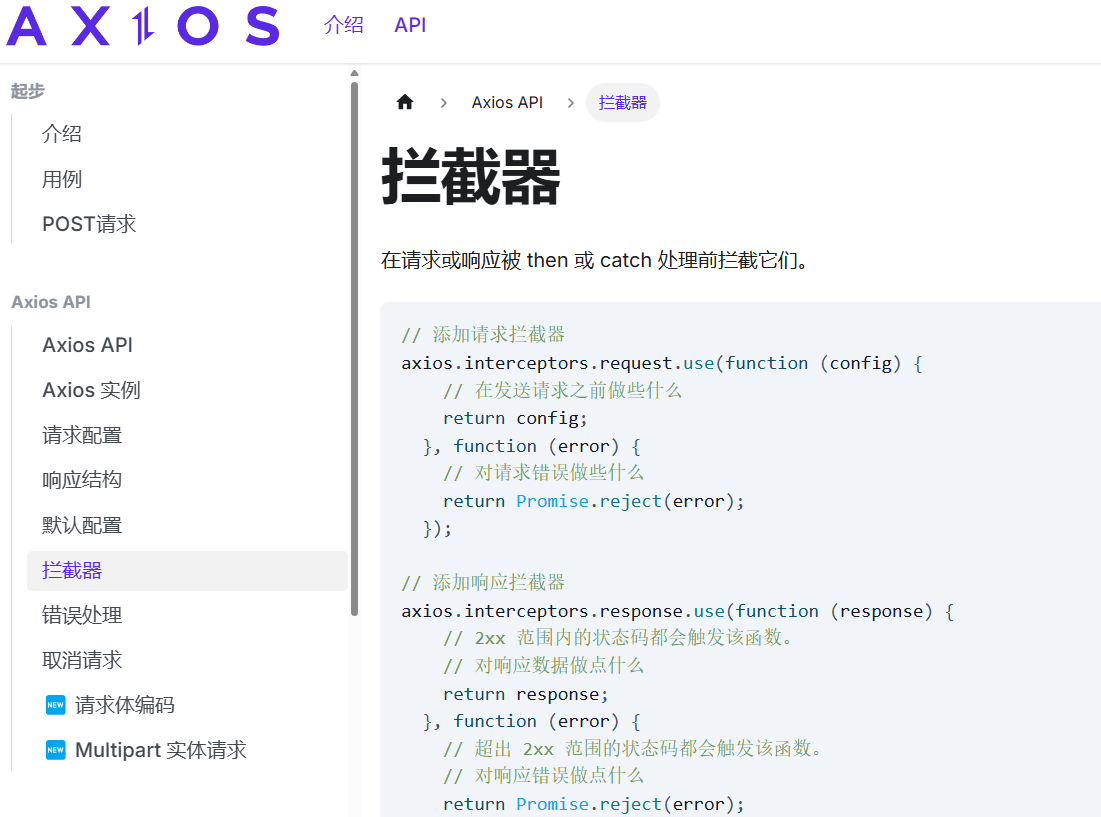 AXIOS 介绍 API
起步
介绍
用例
POST请求
Axios API
Axios API
Axios 实例
请求配置
响应结构
默认配置
拦截器
错误处理
取消请求
NEW 请求体编码
NEW Multipart 实体请求
Axios API > 拦截器
拦截器
在请求或响应被 then 或 catch 处理前拦截它们。
// 添加请求拦截器
axios.interceptors.request.use(function (config) {
    // 在发送请求之前做些什么
    return config;
  }, function (error) {
    // 对请求错误做些什么
    return Promise.reject(error);
  });
// 添加响应拦截器
axios.interceptors.response.use(function (response) {
    // 2xx 范围内的状态码都会触发该函数。
    // 对响应数据做点什么
    return response;
  }, function (error) {
    // 超出 2xx 范围的状态码都会触发该函数。
    // 对响应错误做点什么
    return Promise.reject(error);